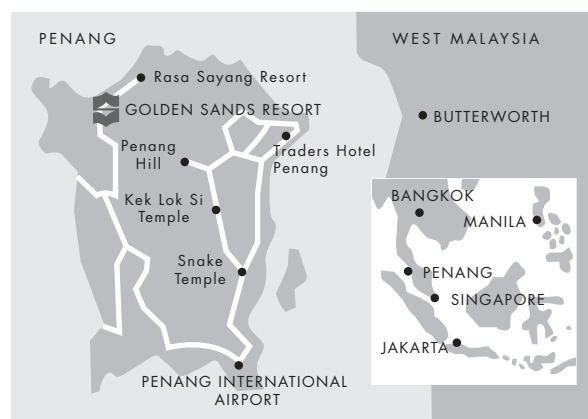 PENANG
WEST MALAYSIA
Rasa Sayang Resort
GOLDEN SANDS RESORT
BUTTERWORTH
Penang
Hill
Traders Hotel
Penang
Kek Lok Si
Temple
Snake
Temple
PENANG INTERNATIONAL
AIRPORT
BANGKOK
MANILA
PENANG
SINGAPORE
JAKARTA